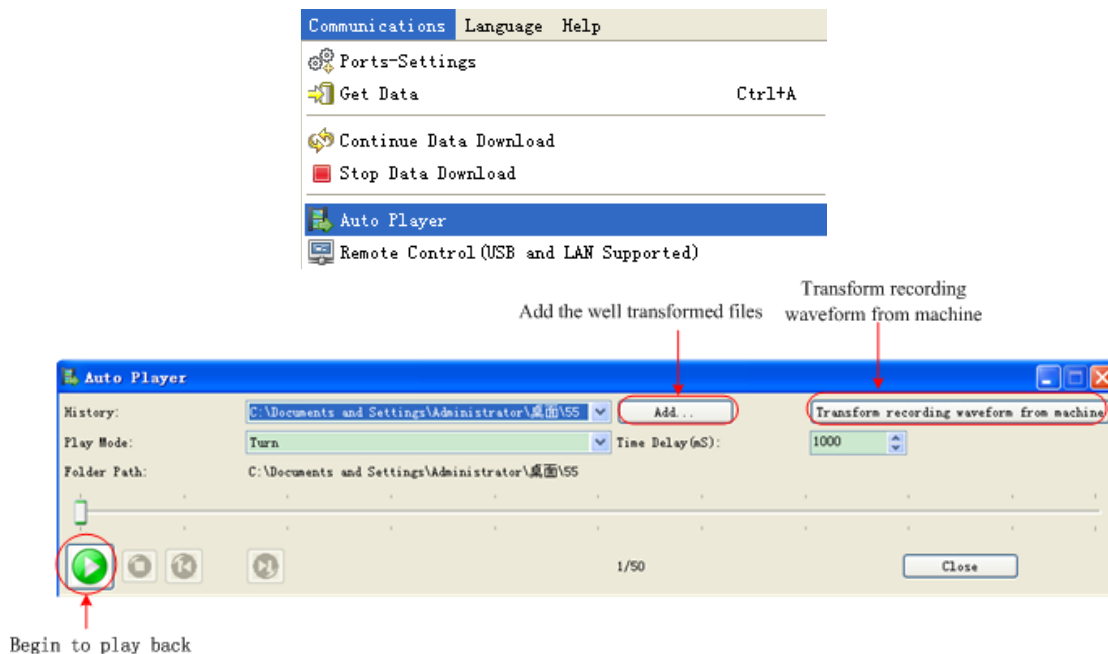 Communications Language Help
Ports-Settings
Get Data Ctrl+A
Continue Data Download
Stop Data Download
Auto Player
Remote Control(USB and LAN Supported)
Transform recording
waveform from machine
Add the well transformed files
Auto Player
History: C:\Documents and Settings\Administrator\桌面\55 Add... Transform recording waveform from machine
Play Mode: Turn Time Delay(mS): 1000
Folder Path: C:\Documents and Settings\Administrator\桌面\55
1/50 Close
Begin to play back